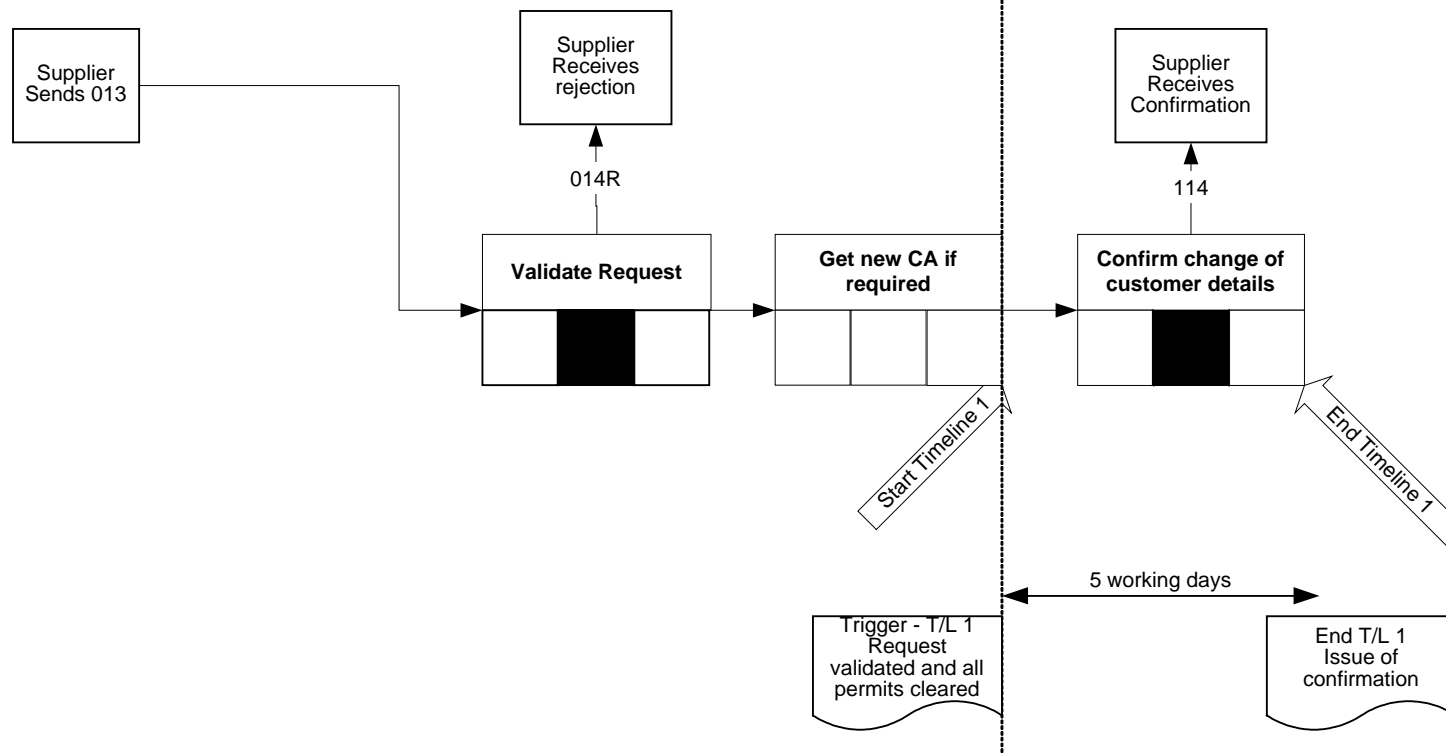 Supplier
Sends 013
Supplier
Receives
rejection
Supplier
Receives
Confirmation
014R
114
Validate Request
Get new CA if
required
Confirm change of
customer details
Start Timeline 1
End Timeline 1
5 working days
Trigger - T/L 1
Request
validated and all
permits cleared
End T/L 1
Issue of
confirmation